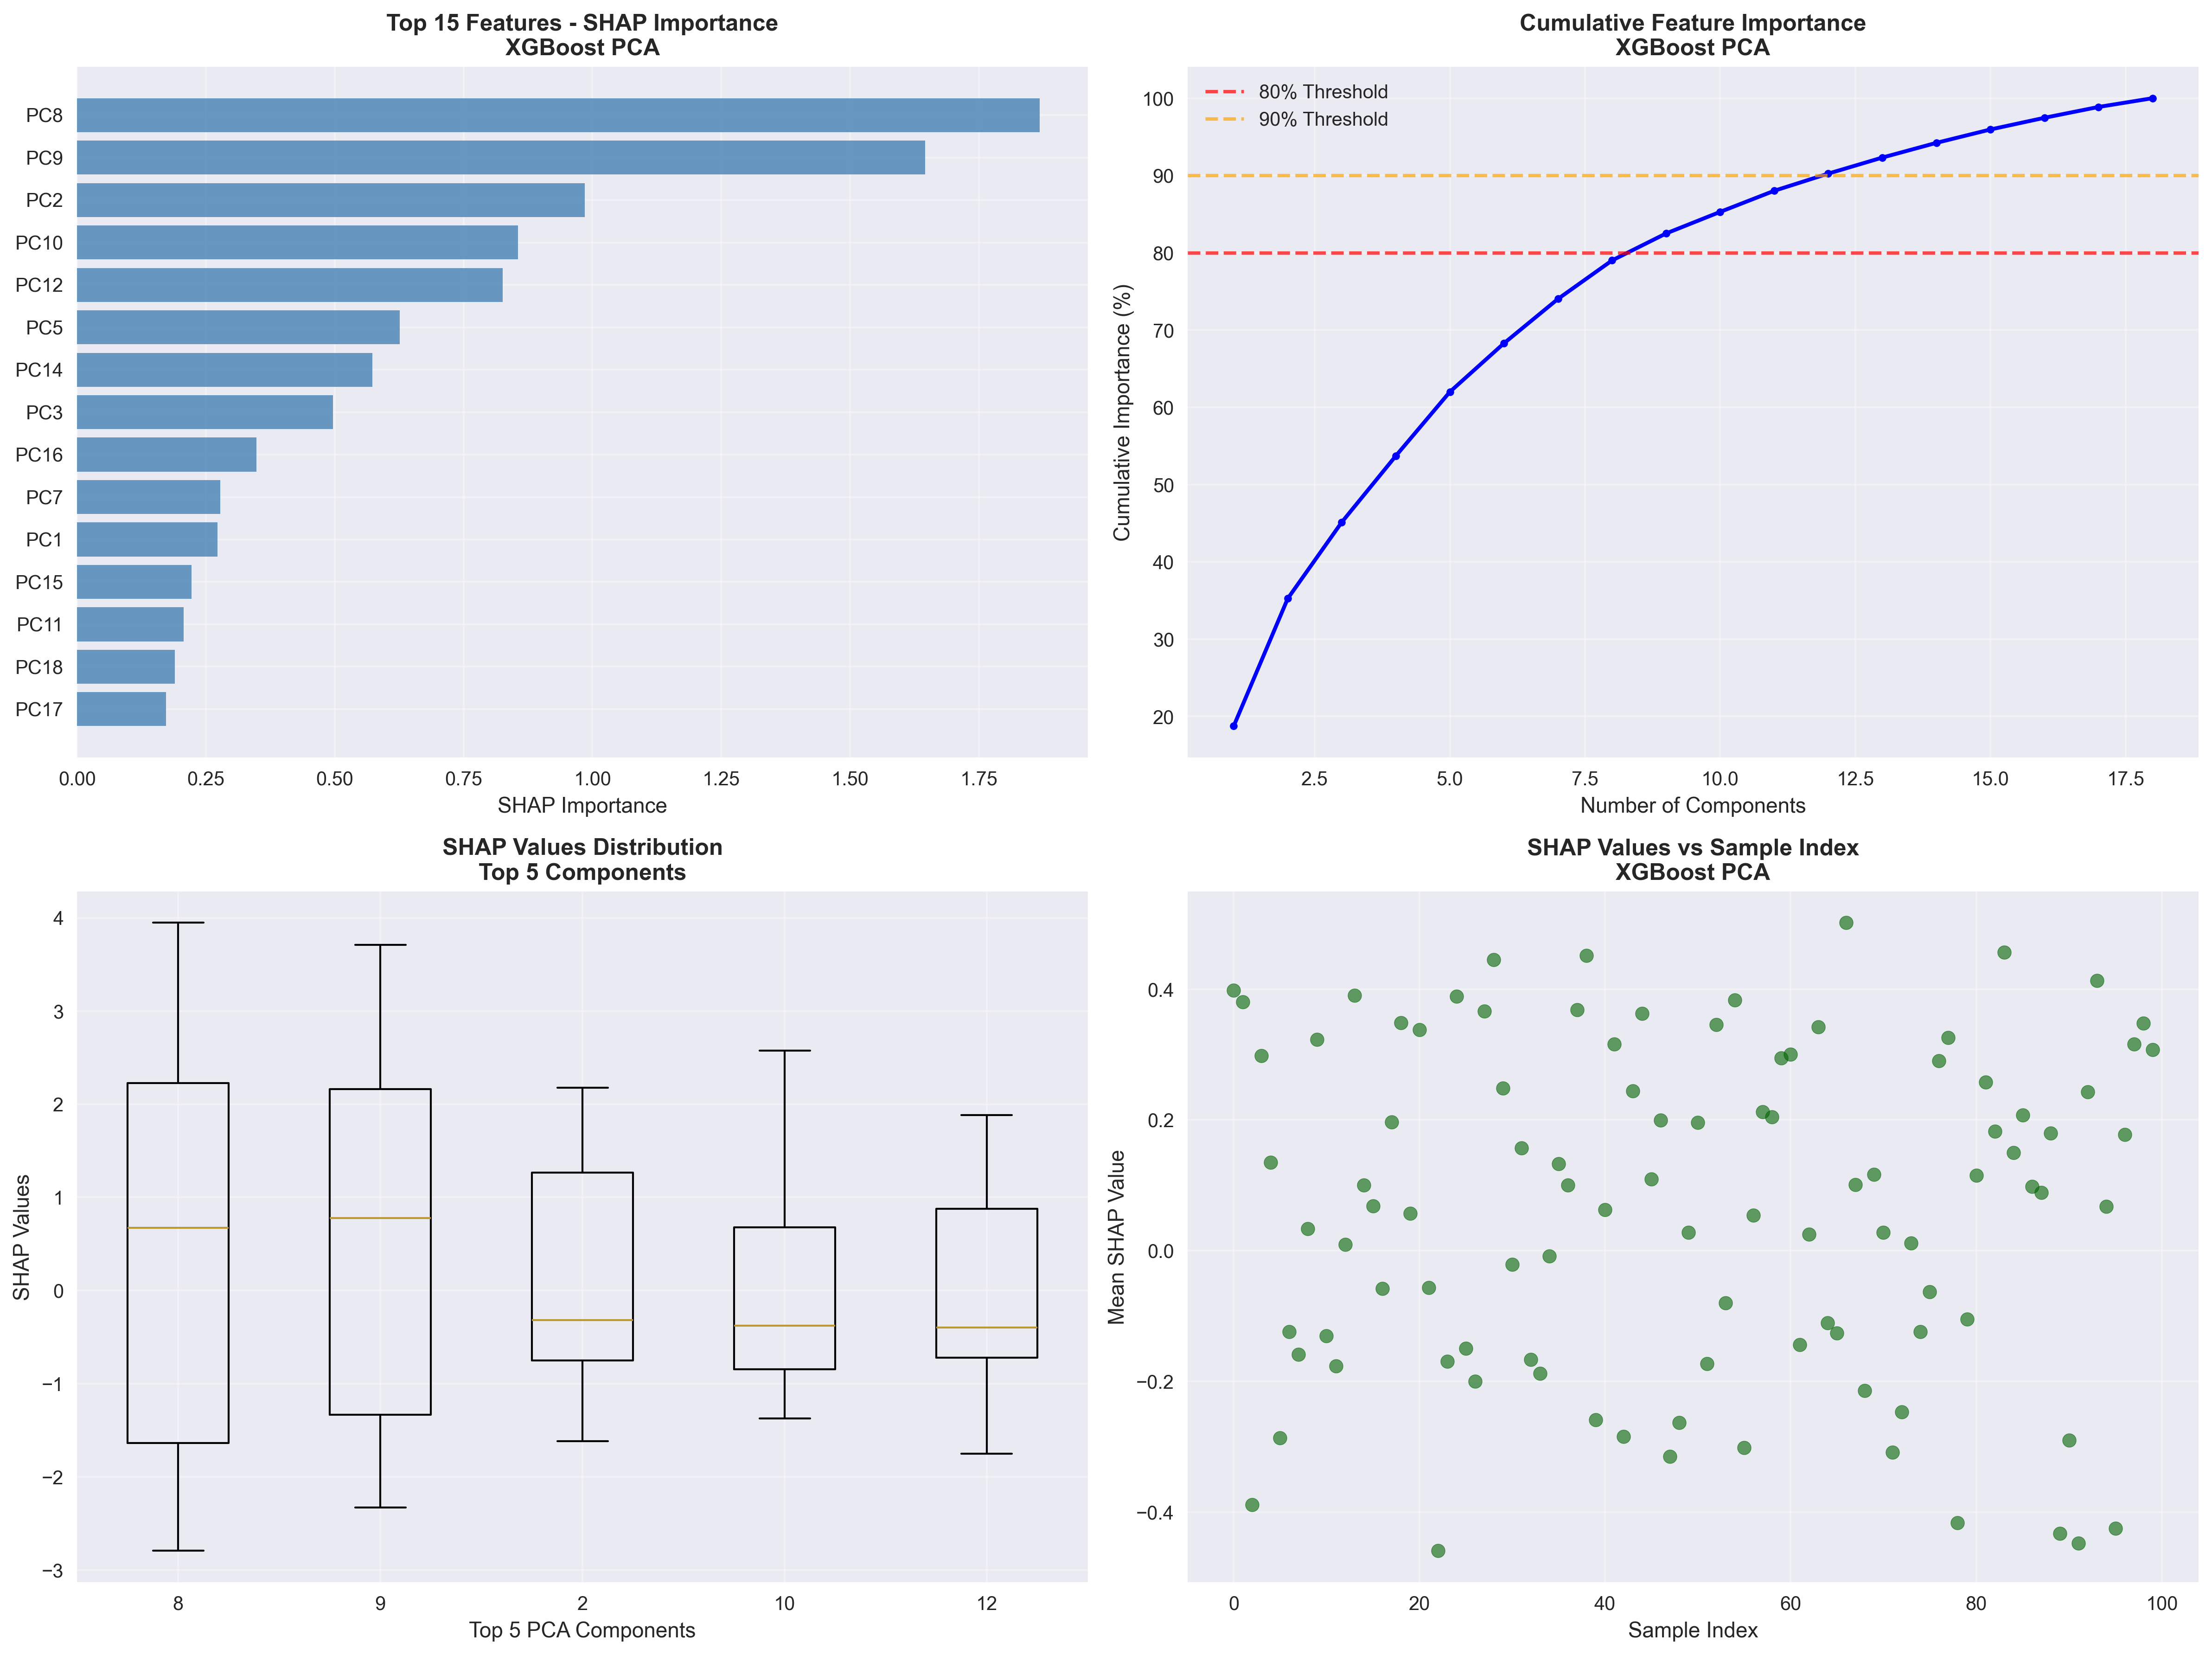 Top 15 Features - SHAP Importance
XGBoost PCA
PC8
PC9
PC2
PC10
PC12
PC5
PC14
PC3
PC16
PC7
PC1
PC15
PC11
PC18
PC17
0.00 0.25 0.50 0.75 1.00 1.25 1.50 1.75
SHAP Importance
Cumulative Feature Importance
XGBoost PCA
80% Threshold
90% Threshold
Cumulative Importance (%)
100
90
80
70
60
50
40
30
20
2.5 5.0 7.5 10.0 12.5 15.0 17.5
Number of Components
SHAP Values Distribution
Top 5 Components
SHAP Values
4
3
2
1
0
−1
−2
−3
8 9 2 10 12
Top 5 PCA Components
SHAP Values vs Sample Index
XGBoost PCA
Mean SHAP Value
0.4
0.2
0.0
−0.2
−0.4
0 20 40 60 80 100
Sample Index